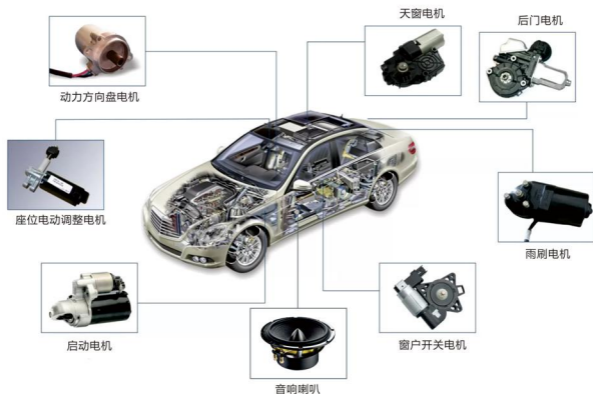 天窗电机
后门电机
动力方向盘电机
座位电动调整电机
雨刷电机
启动电机
窗户开关电机
音响喇叭